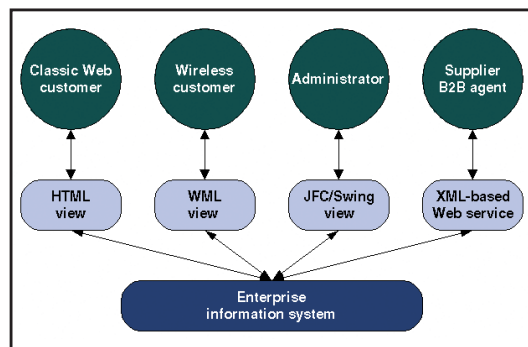 Classic Web
customer
Wireless
customer
Administrator
Supplier
B2B agent
HTML
view
WML
view
JFC/Swing
view
XML-based
Web service
Enterprise
information system